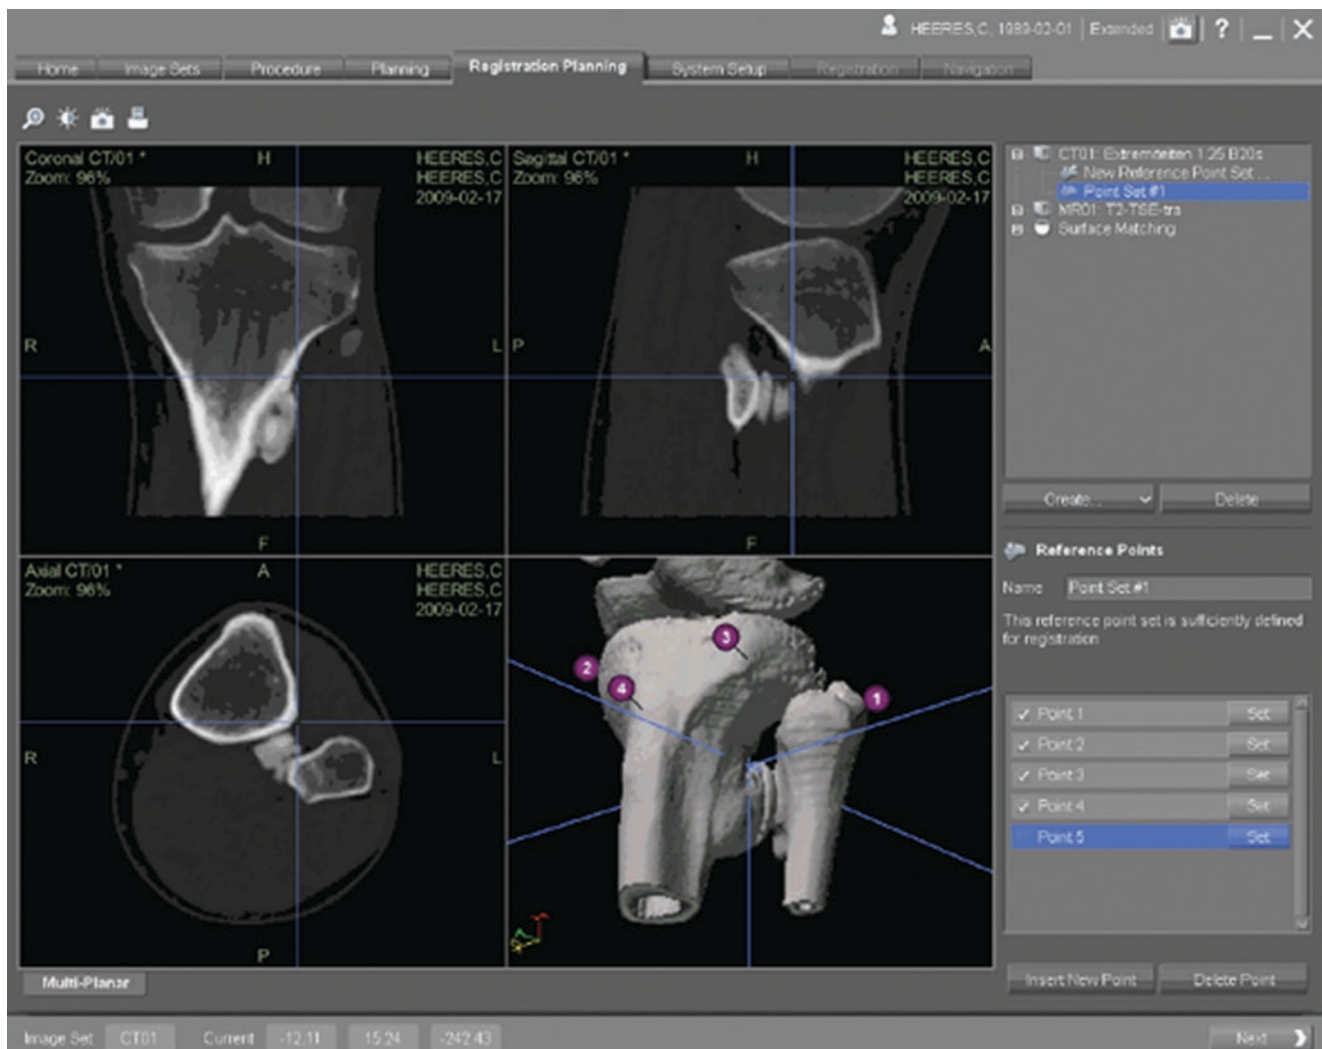 HEERES,C, 1989-02-01 Extended ?
Home Image Sets Procedure Planning Registration Planning System Setup Registration Navigation
Coronal CT/01 * H HEERES,C
Zoom: 96% HEERES,C
2009-02-17
R L
F
Sagittal CT/01 * H HEERES,C
Zoom: 96% HEERES,C
2009-02-17
P A
F
Axial CT/01 * A HEERES,C
Zoom: 96% HEERES,C
2009-02-17
R L
P
3
2
4
1
Multi-Planar
CT01: Extremiteiten 1.25 B20s
New Reference Point Set ...
Point Set #1
MR01: T2-TSE-tra
Surface Matching
Create... Delete
Reference Points
Name Point Set #1
This reference point set is sufficiently defined
for registration
Point 1 Set
Point 2 Set
Point 3 Set
Point 4 Set
Point 5 Set
Insert New Point Delete Point
Image Set CT01 Current -12.11 15.24 -242.43 Next